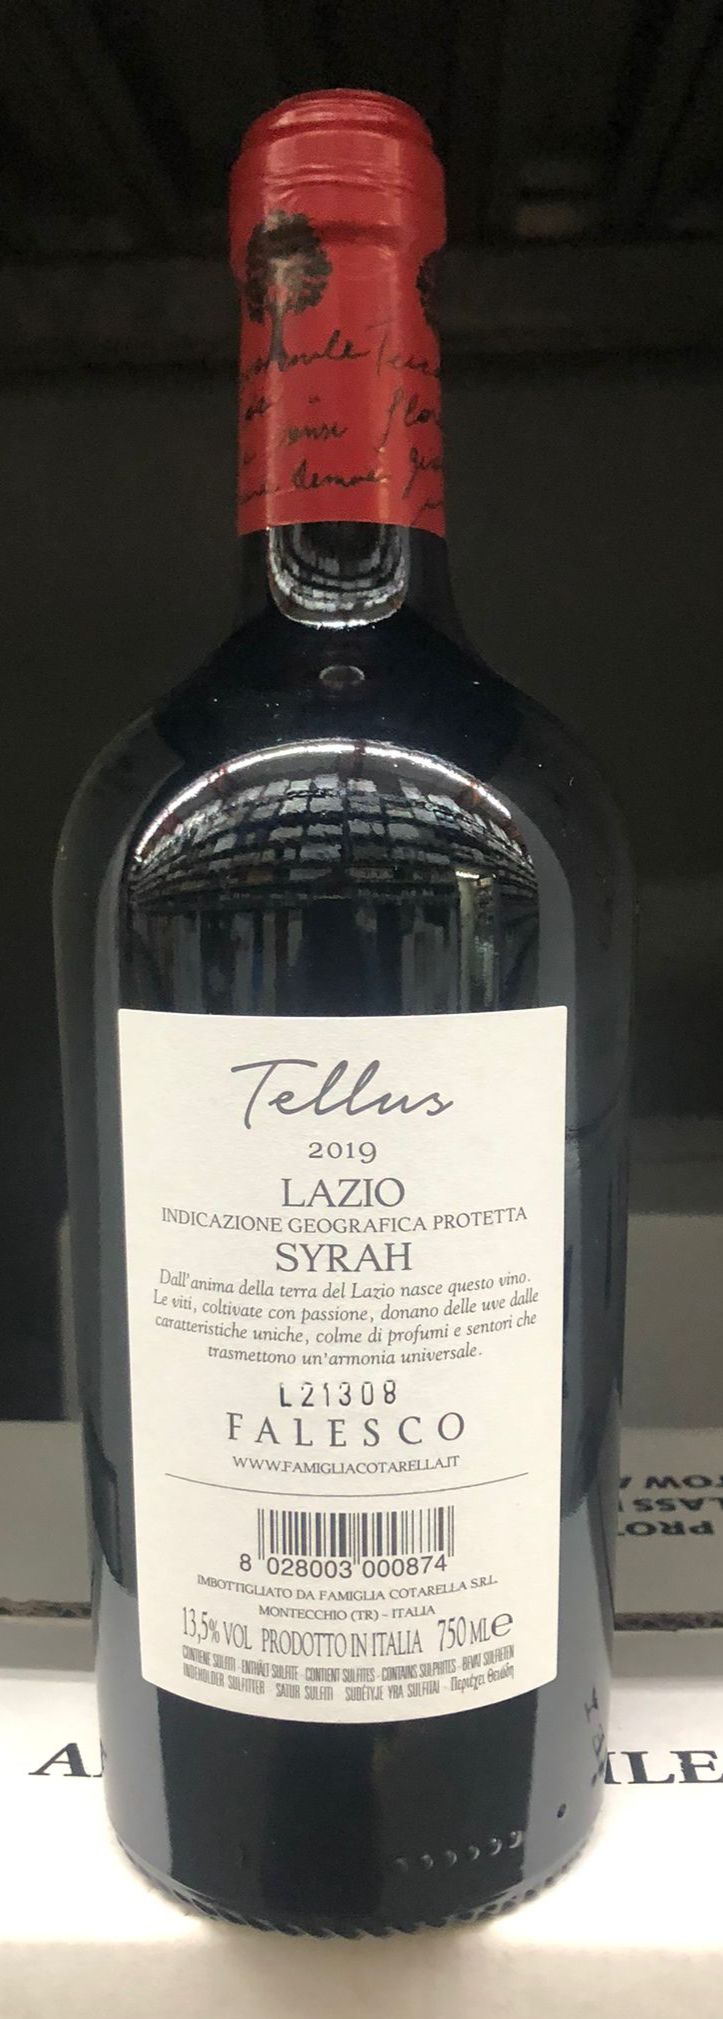 Tellus
2019
LAZIO
INDICAZIONE GEOGRAFICA PROTETTA
SYRAH
Dall'anima della terra del Lazio nasce questo vino.
Le viti, coltivate con passione, donano delle uve dalle
caratteristiche uniche, colme di profumi e sentori che
trasmettono un'armonia universale.
L21308
FALESCO
WWW.FAMIGLIACOTARELLA.IT
8 028003 000874
IMBOTTIGLIATO DA FAMIGLIA COTARELLA S.R.L.
MONTECCHIO (TR) - ITALIA
13,5% VOL PRODOTTO IN ITALIA 750 ML e
CONTIENE SOLFITI - ENTHÄLT SULFITE - CONTIENT SULFITES - CONTAINS SULPHITES - BEVAT SULFIETEN
INDEHOLDER SULFITTER - SATUR SULFITI SUDĖTYJE YRA SULFITAI - Περιέχει Θειώδη